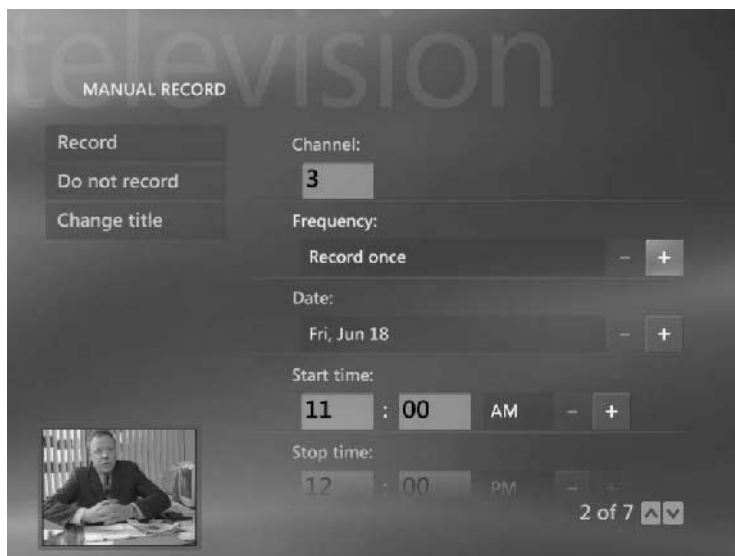 television
MANUAL RECORD
Record
Do not record
Change title
Channel:
3
Frequency:
Record once - +
Date:
Fri, Jun 18 - +
Start time:
11 : 00 AM - +
Stop time:
12 : 00 PM - +
2 of 7